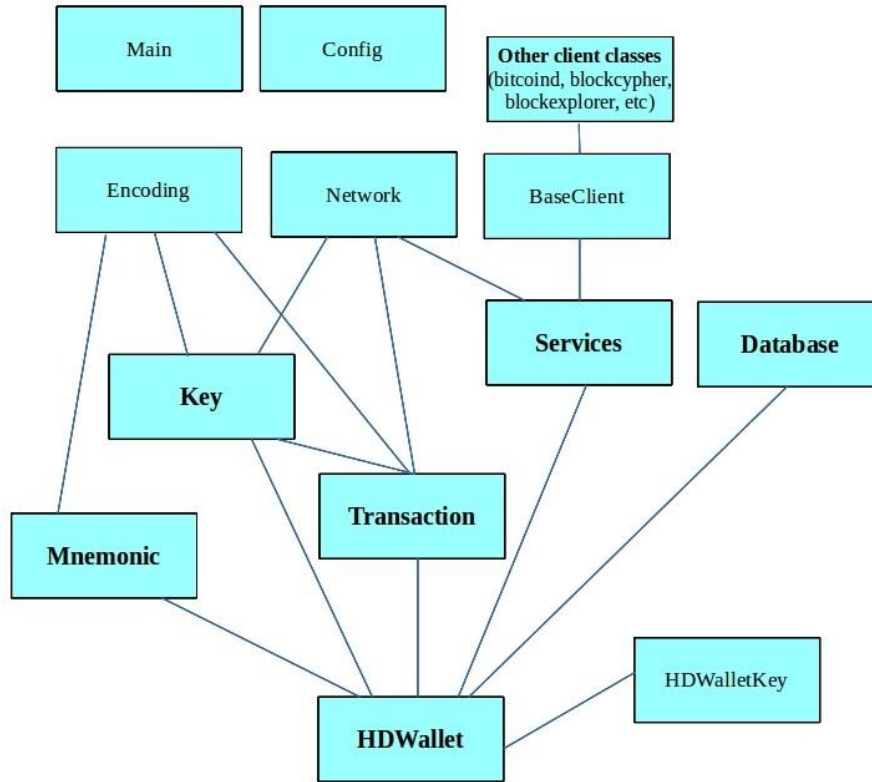 Main
Config
Other client classes
(bitcoind, blockcypher,
blockexplorer, etc)
Encoding
Network
BaseClient
Services
Database
Key
Transaction
Mnemonic
HDWalletKey
HDWallet